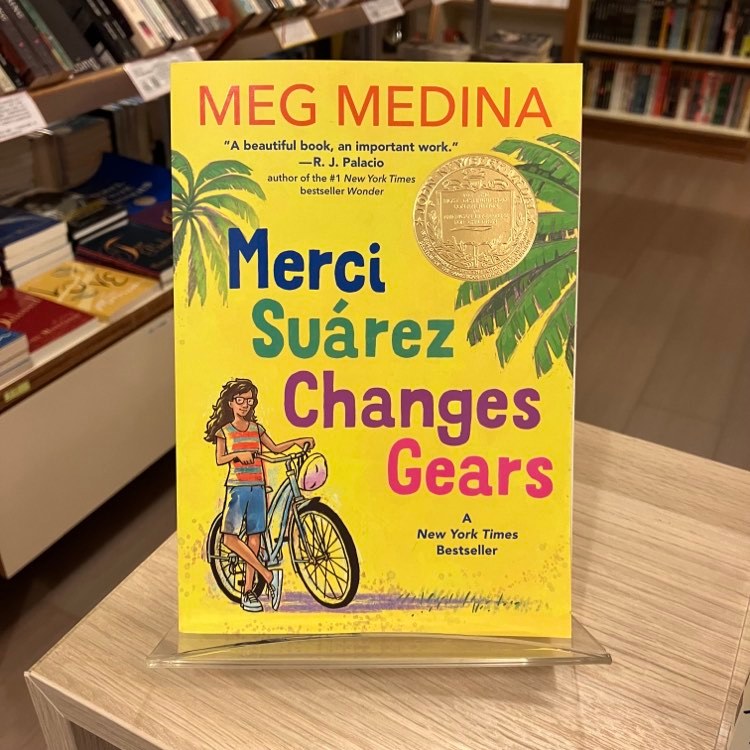 MEG MEDINA
“A beautiful book, an important work.”
—R. J. Palacio
author of the #1 New York Times
bestseller Wonder
Merci
Suárez
Changes
Gears
A
New York Times
Bestseller